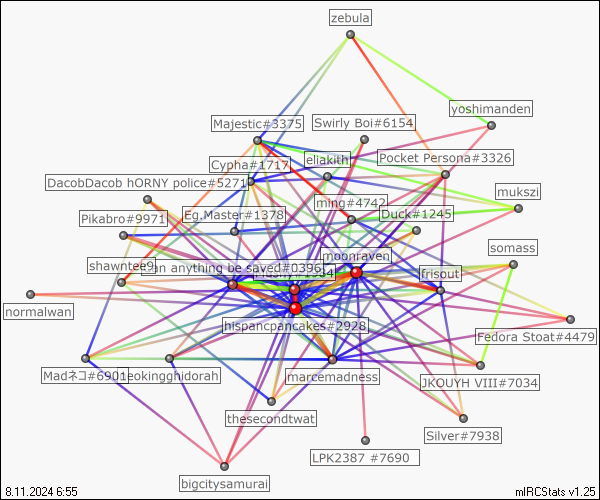 zebula
yoshimanden
Majestic#3375
Swirly Boi#6154
eliakith
Pocket Persona#3326
Cypha#1717
DacobDacob hORNY police#5271
mukszi
ming#4742
Pikabro#9971
Eg.Master#1378
Duck#1245
moonraven
somass
shawntee9
an anything be saved#0396
frisout
normalwan
hispancpancakes#2928
Fedora Stoat#4479
Madネコ#6901
leokingghidorah
marcemadness
JKOUYH VIII#7034
thesecondtwat
Silver#7938
LPK2387 #7690
bigcitysamurai
8.11.2024 6:55
mIRCStats v1.25